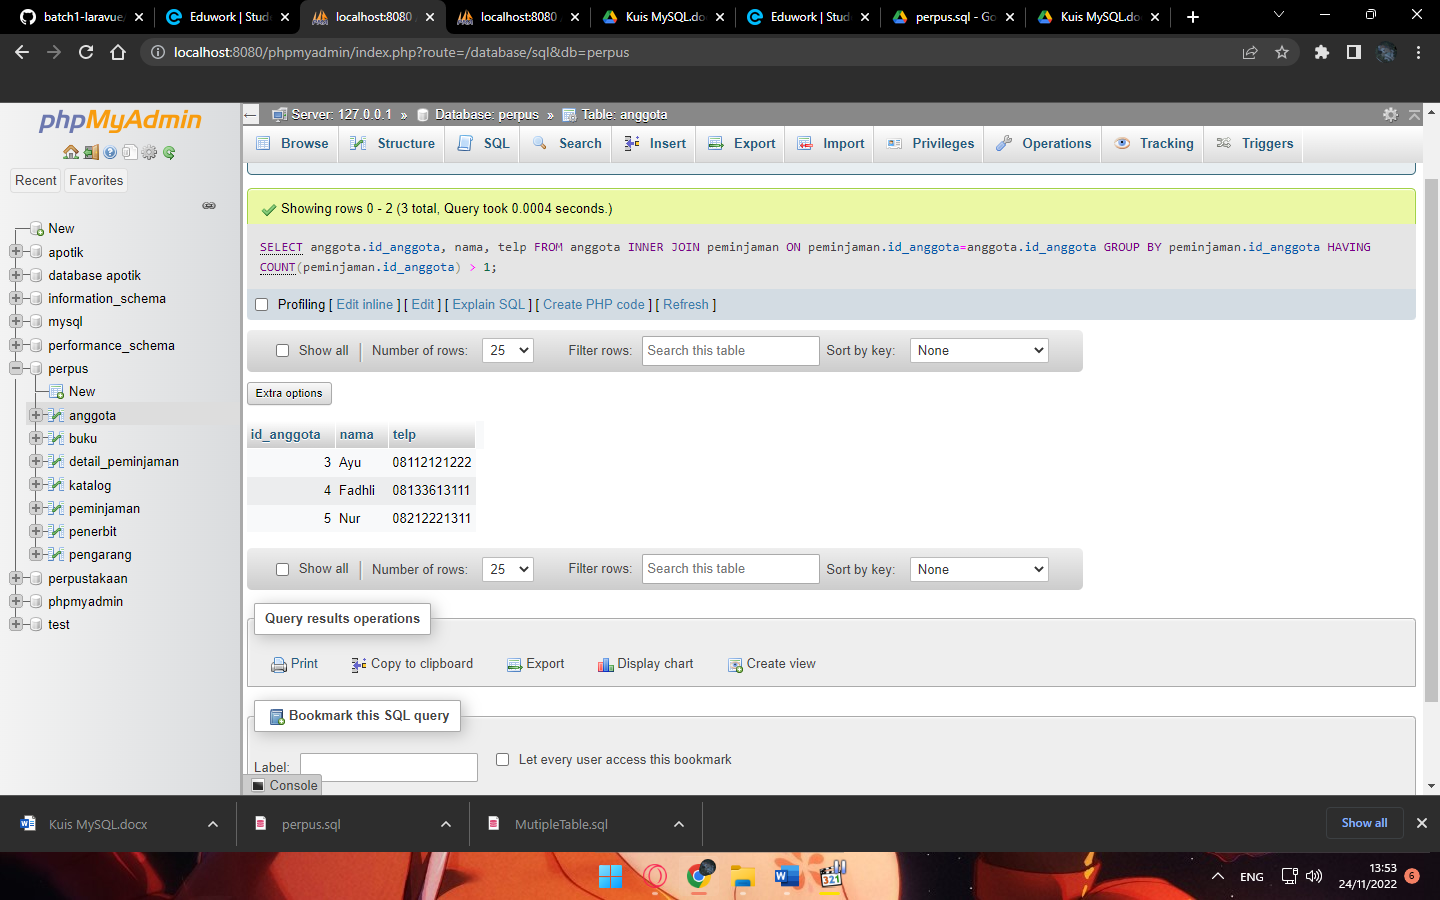 batch1-laravue
Eduwork | Stud
localhost:8080
localhost:8080
Kuis MySQL.do
Eduwork | Stud
perpus.sql - Go
Kuis MySQL.do
localhost:8080/phpmyadmin/index.php?route=/database/sql&db=perpus
phpMyAdmin
Recent
Favorites
New
apotik
database apotik
information_schema
mysql
performance_schema
perpus
New
anggota
buku
detail_peminjaman
katalog
peminjaman
penerbit
pengarang
perpustakaan
phpmyadmin
test
Server: 127.0.0.1 » Database: perpus » Table: anggota
Browse Structure SQL Search Insert Export Import Privileges Operations Tracking Triggers
Showing rows 0 - 2 (3 total, Query took 0.0004 seconds.)
SELECT anggota.id_anggota, nama, telp FROM anggota INNER JOIN peminjaman ON peminjaman.id_anggota=anggota.id_anggota GROUP BY peminjaman.id_anggota HAVING
COUNT(peminjaman.id_anggota) > 1;
Profiling [ Edit inline ] [ Edit ] [ Explain SQL ] [ Create PHP code ] [ Refresh ]
Show all Number of rows: 25 Filter rows: Search this table Sort by key: None
Extra options
id_anggota nama telp
3 Ayu 08112121222
4 Fadhli 08133613111
5 Nur 08212221311
Show all Number of rows: 25 Filter rows: Search this table Sort by key: None
Query results operations
Print Copy to clipboard Export Display chart Create view
Bookmark this SQL query
Label: Let every user access this bookmark
Console
Kuis MySQL.docx
perpus.sql
MutipleTable.sql
Show all
321
ENG
13:53
24/11/2022
6